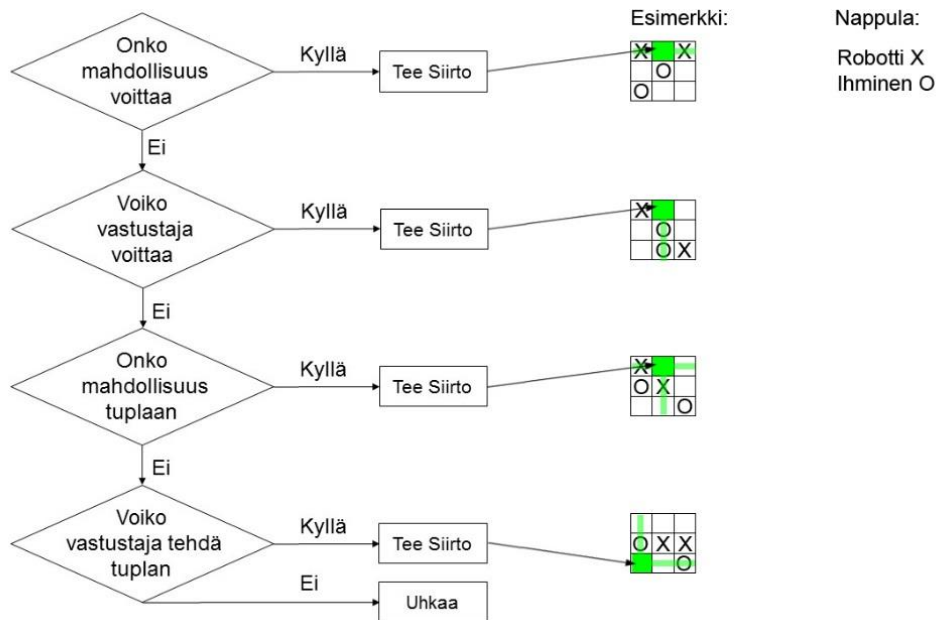 Esimerkki:
Nappula:
Robotti X
Ihminen O
Onko
mahdollisuus
voittaa
Kyllä
Tee Siirto
X X
O
O
Ei
Voiko
vastustaja
voittaa
Kyllä
Tee Siirto
X
O
O X
Ei
Onko
mahdollisuus
tuplaan
Kyllä
Tee Siirto
X
O X
O
Ei
Voiko
vastustaja tehdä
tuplan
Kyllä
Tee Siirto
O X X
O
Ei
Uhkaa